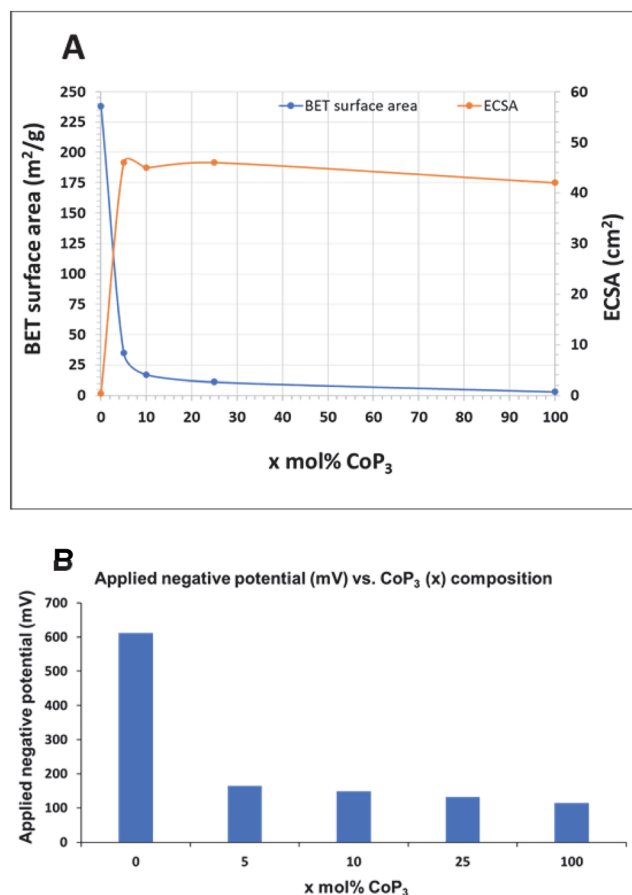 A
BET surface area
ECSA
250
225
200
175
150
125
100
75
50
25
0
60
50
40
30
20
10
0
0 10 20 30 40 50 60 70 80 90 100
BET surface area (m²/g)
ECSA (cm²)
x mol% CoP₃
B
Applied negative potential (mV) vs. CoP₃ (x) composition
Applied negative potential (mV)
700
600
500
400
300
200
100
0
0 5 10 25 100
x mol% CoP₃